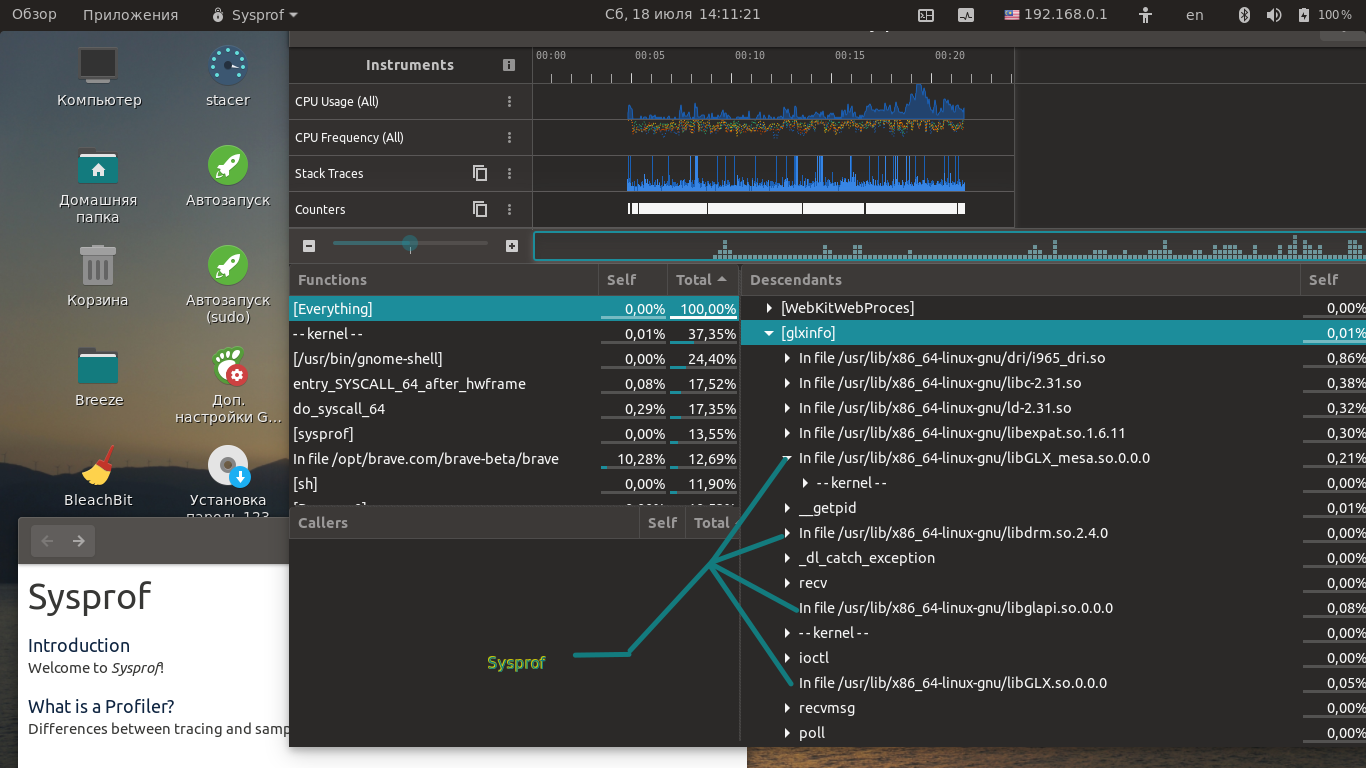 Обзор Приложения Sysprof Сб, 18 июля 14:11:21 192.168.0.1 en 100%
Компьютер
stacer
Домашняя
папка
Автозапуск
Корзина
Автозапуск
(sudo)
Breeze
Доп.
настройки G...
BleachBit
Установка
пароль 123
Instruments
00:00 00:05 00:10 00:15 00:20
CPU Usage (All)
CPU Frequency (All)
Stack Traces
Counters
Functions Self Total
[Everything] 0,00% 100,00%
--kernel-- 0,01% 37,35%
[/usr/bin/gnome-shell] 0,00% 24,40%
entry_SYSCALL_64_after_hwframe 0,08% 17,52%
do_syscall_64 0,29% 17,35%
[sysprof] 0,00% 13,55%
In file /opt/brave.com/brave-beta/brave 10,28% 12,69%
[sh] 0,00% 11,90%
Callers Self Total
Sysprof
Descendants Self
[WebKitWebProces] 0,00%
[glxinfo] 0,01%
In file /usr/lib/x86_64-linux-gnu/dri/i965_dri.so 0,86%
In file /usr/lib/x86_64-linux-gnu/libc-2.31.so 0,38%
In file /usr/lib/x86_64-linux-gnu/ld-2.31.so 0,32%
In file /usr/lib/x86_64-linux-gnu/libexpat.so.1.6.11 0,30%
In file /usr/lib/x86_64-linux-gnu/libGLX_mesa.so.0.0.0 0,21%
--kernel-- 0,00%
__getpid 0,01%
In file /usr/lib/x86_64-linux-gnu/libdrm.so.2.4.0 0,00%
_dl_catch_exception 0,00%
recv 0,00%
In file /usr/lib/x86_64-linux-gnu/libglapi.so.0.0.0 0,08%
--kernel-- 0,00%
ioctl 0,00%
In file /usr/lib/x86_64-linux-gnu/libGLX.so.0.0.0 0,05%
recvmsg 0,00%
poll 0,00%
Sysprof
Introduction
Welcome to Sysprof!
What is a Profiler?
Differences between tracing and samp